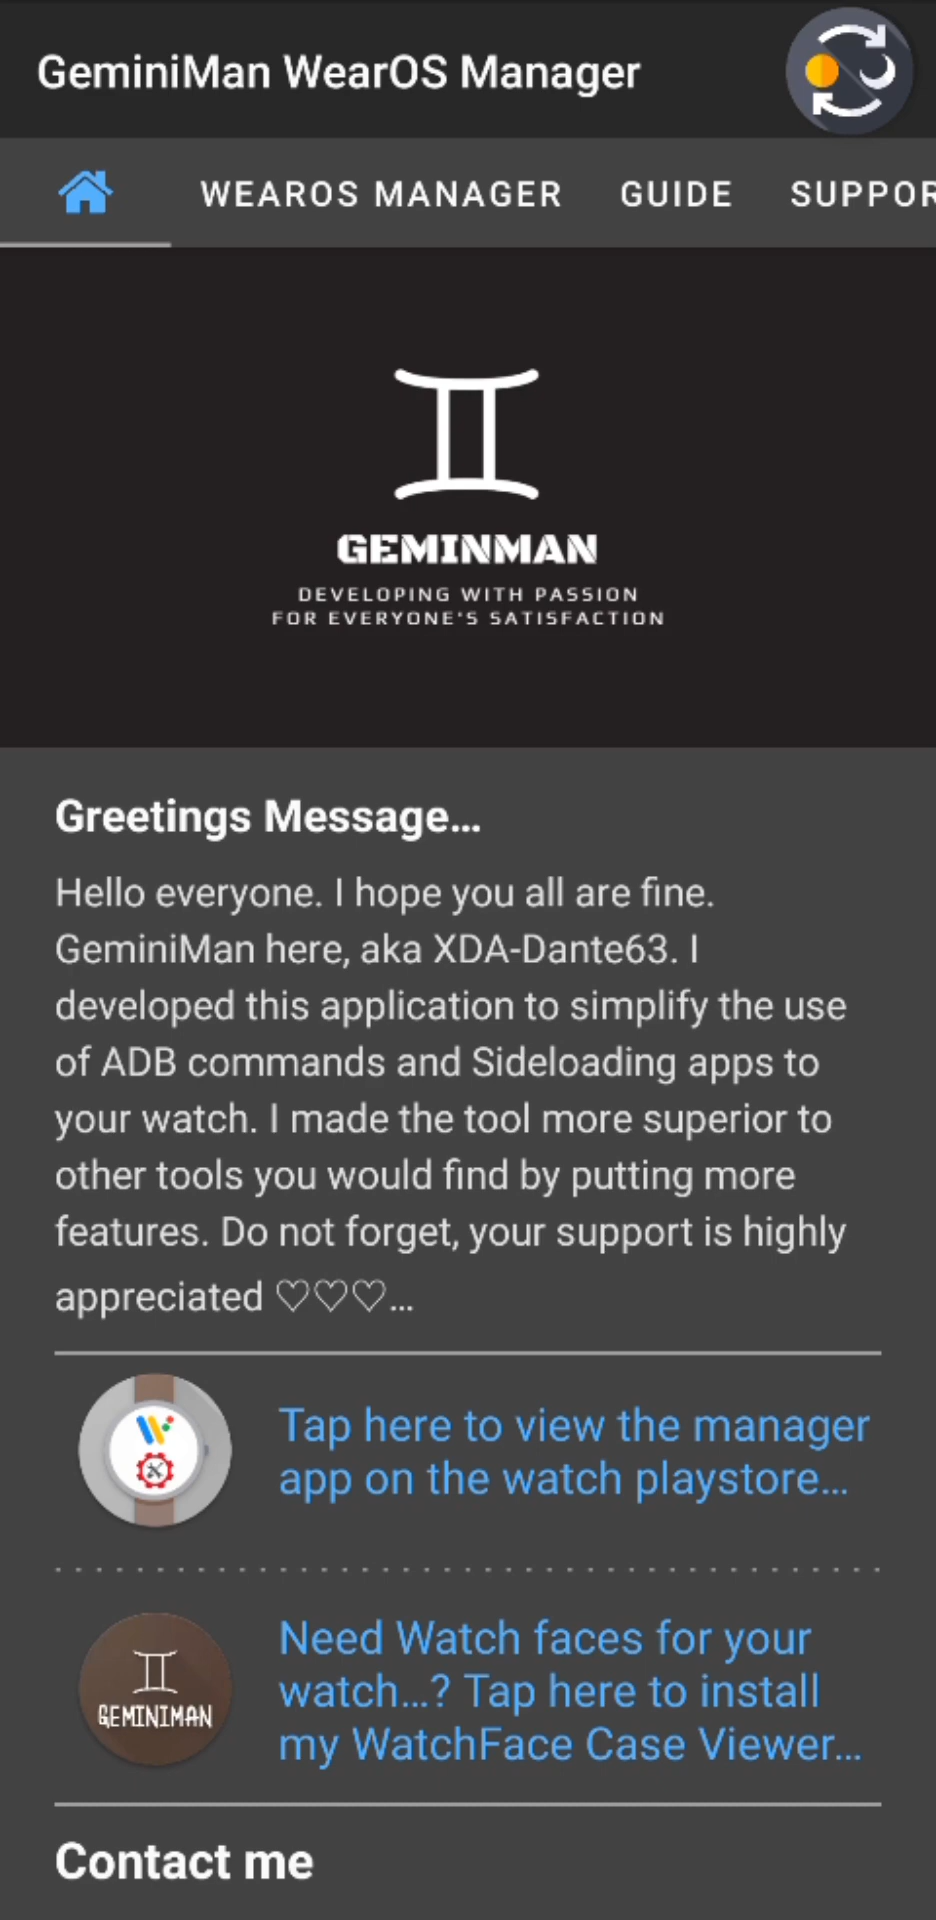 GeminiMan WearOS Manager
WEAROS MANAGER GUIDE SUPPOR
GEMINMAN
DEVELOPING WITH PASSION
FOR EVERYONE'S SATISFACTION
Greetings Message...
Hello everyone. I hope you all are fine.
GeminiMan here, aka XDA-Dante63. I
developed this application to simplify the use
of ADB commands and Sideloading apps to
your watch. I made the tool more superior to
other tools you would find by putting more
features. Do not forget, your support is highly
appreciated ♡♡♡...
Tap here to view the manager
app on the watch playstore...
GEMINIMAN
Need Watch faces for your
watch...? Tap here to install
my WatchFace Case Viewer...
Contact me